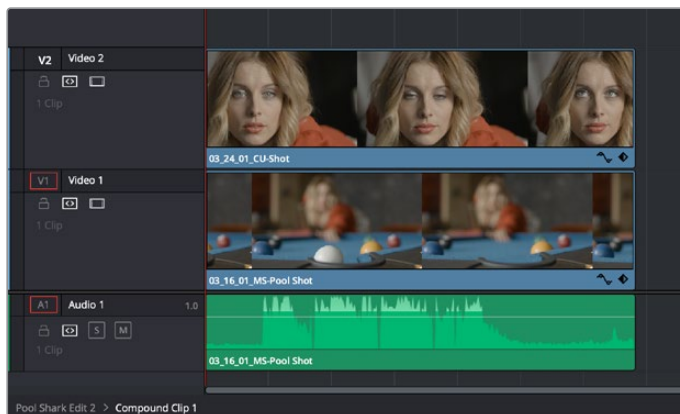 V2 Video 2
1 Clip
03_24_01_CU-Shot
V1 Video 1
1 Clip
03_16_01_MS-Pool Shot
A1 Audio 1 1.0
S M
1 Clip
03_16_01_MS-Pool Shot
Pool Shark Edit 2 > Compound Clip 1